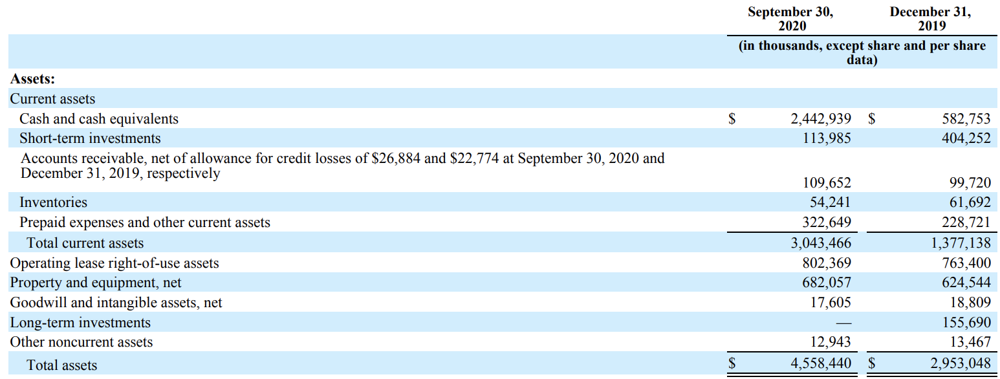 September 30, 2020 December 31, 2019
(in thousands, except share and per share data)
Assets:
Current assets
Cash and cash equivalents $ 2,442,939 $ 582,753
Short-term investments 113,985 404,252
Accounts receivable, net of allowance for credit losses of $26,884 and $22,774 at September 30, 2020 and
December 31, 2019, respectively 109,652 99,720
Inventories 54,241 61,692
Prepaid expenses and other current assets 322,649 228,721
Total current assets 3,043,466 1,377,138
Operating lease right-of-use assets 802,369 763,400
Property and equipment, net 682,057 624,544
Goodwill and intangible assets, net 17,605 18,809
Long-term investments — 155,690
Other noncurrent assets 12,943 13,467
Total assets $ 4,558,440 $ 2,953,048